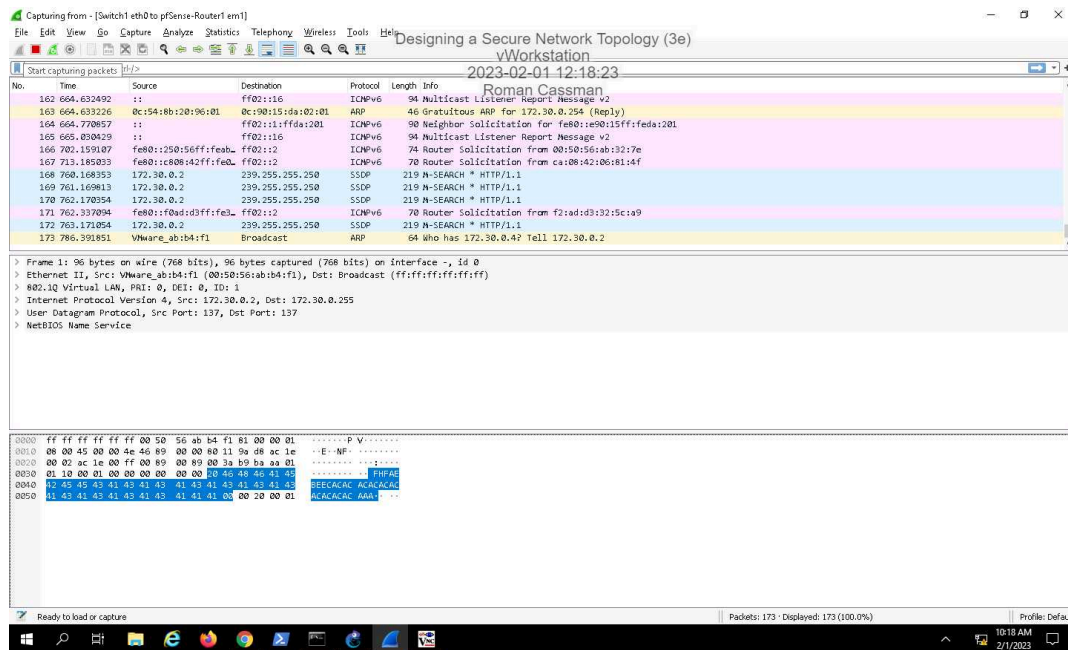 Capturing from - [Switch1 eth0 to pfSense-Router1 em1]
File Edit View Go Capture Analyze Statistics Telephony Wireless Tools Help
Designing a Secure Network Topology (3e)
vWorkstation
2023-02-01 12:18:23
Roman Cassman
Start capturing packets
No. Time Source Destination Protocol Length Info
162 664.632492 :: ff02::16 ICMPv6 94 Multicast Listener Report Message v2
163 664.633226 0c:54:8b:20:96:01 0c:90:15:da:02:01 ARP 46 Gratuitous ARP for 172.30.0.254 (Reply)
164 664.770857 :: ff02::1:ffda:201 ICMPv6 90 Neighbor Solicitation for fe80::e90:15ff:feda:201
165 665.030429 :: ff02::16 ICMPv6 94 Multicast Listener Report Message v2
166 702.159107 fe80::250:56ff:feab… ff02::2 ICMPv6 74 Router Solicitation from 00:50:56:ab:32:7e
167 713.185033 fe80::c808:42ff:fe0… ff02::2 ICMPv6 70 Router Solicitation from ca:08:42:06:81:4f
168 760.168353 172.30.0.2 239.255.255.250 SSDP 219 M-SEARCH * HTTP/1.1
169 761.169813 172.30.0.2 239.255.255.250 SSDP 219 M-SEARCH * HTTP/1.1
170 762.170354 172.30.0.2 239.255.255.250 SSDP 219 M-SEARCH * HTTP/1.1
171 762.337094 fe80::f0ad:d3ff:fe3… ff02::2 ICMPv6 70 Router Solicitation from f2:ad:d3:32:5c:a9
172 763.171054 172.30.0.2 239.255.255.250 SSDP 219 M-SEARCH * HTTP/1.1
173 786.391851 VMware_ab:b4:f1 Broadcast ARP 64 Who has 172.30.0.4? Tell 172.30.0.2
> Frame 1: 96 bytes on wire (768 bits), 96 bytes captured (768 bits) on interface -, id 0
> Ethernet II, Src: VMware_ab:b4:f1 (00:50:56:ab:b4:f1), Dst: Broadcast (ff:ff:ff:ff:ff:ff)
> 802.1Q Virtual LAN, PRI: 0, DEI: 0, ID: 1
> Internet Protocol Version 4, Src: 172.30.0.2, Dst: 172.30.0.255
> User Datagram Protocol, Src Port: 137, Dst Port: 137
> NetBIOS Name Service
0000 ff ff ff ff ff ff 00 50 56 ab b4 f1 81 00 00 01 ·······P V·······
0010 08 00 45 00 00 4e 46 89 00 00 80 11 9a d8 ac 1e ··E··NF· ········
0020 00 02 ac 1e 00 ff 00 89 00 89 00 3a b9 ba aa 01 ········ ···:····
0030 01 10 00 01 00 00 00 00 00 00 20 46 48 46 41 45 ········ ·· FHFAE
0040 42 45 45 43 41 43 41 43 41 43 41 43 41 43 41 43 BEECACAC ACACACAC
0050 41 43 41 43 41 43 41 43 41 41 41 00 00 20 00 01 ACACACAC AAA·· ··
Ready to load or capture
Packets: 173 · Displayed: 173 (100.0%)
Profile: Defau
10:18 AM
2/1/2023